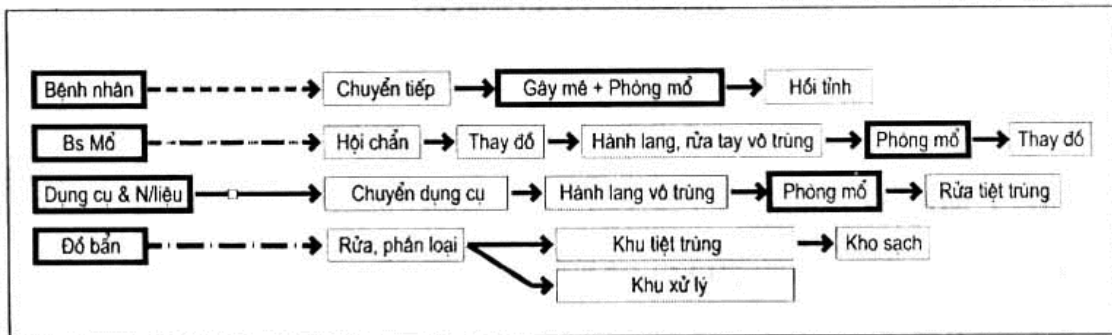 Bệnh nhân Chuyển tiếp Gây mê + Phòng mổ Hồi tỉnh
Bs Mổ Hội chẩn Thay đồ Hành lang, rửa tay vô trùng Phòng mổ Thay đồ
Dụng cụ & N/liệu Chuyển dụng cụ Hành lang vô trùng Phòng mổ Rửa tiệt trùng
Đồ bẩn Rửa, phân loại Khu tiệt trùng Kho sạch
Khu xử lý